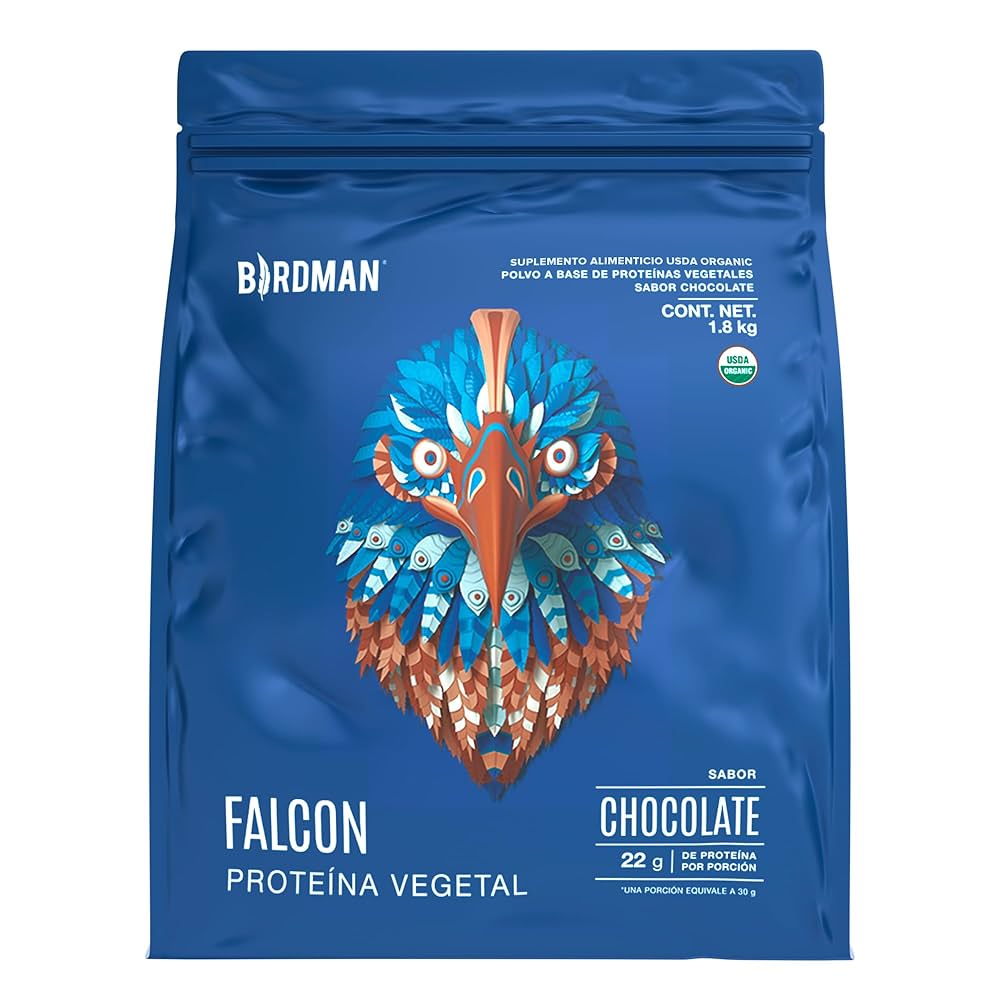 BIRDMAN®
SUPLEMENTO ALIMENTICIO USDA ORGANIC
POLVO A BASE DE PROTEÍNAS VEGETALES
SABOR CHOCOLATE
CONT. NET.
1.8 kg
USDA
ORGANIC
FALCON
PROTEÍNA VEGETAL
SABOR
CHOCOLATE
22 g | DE PROTEÍNA
POR PORCIÓN
*UNA PORCIÓN EQUIVALE A 30 g